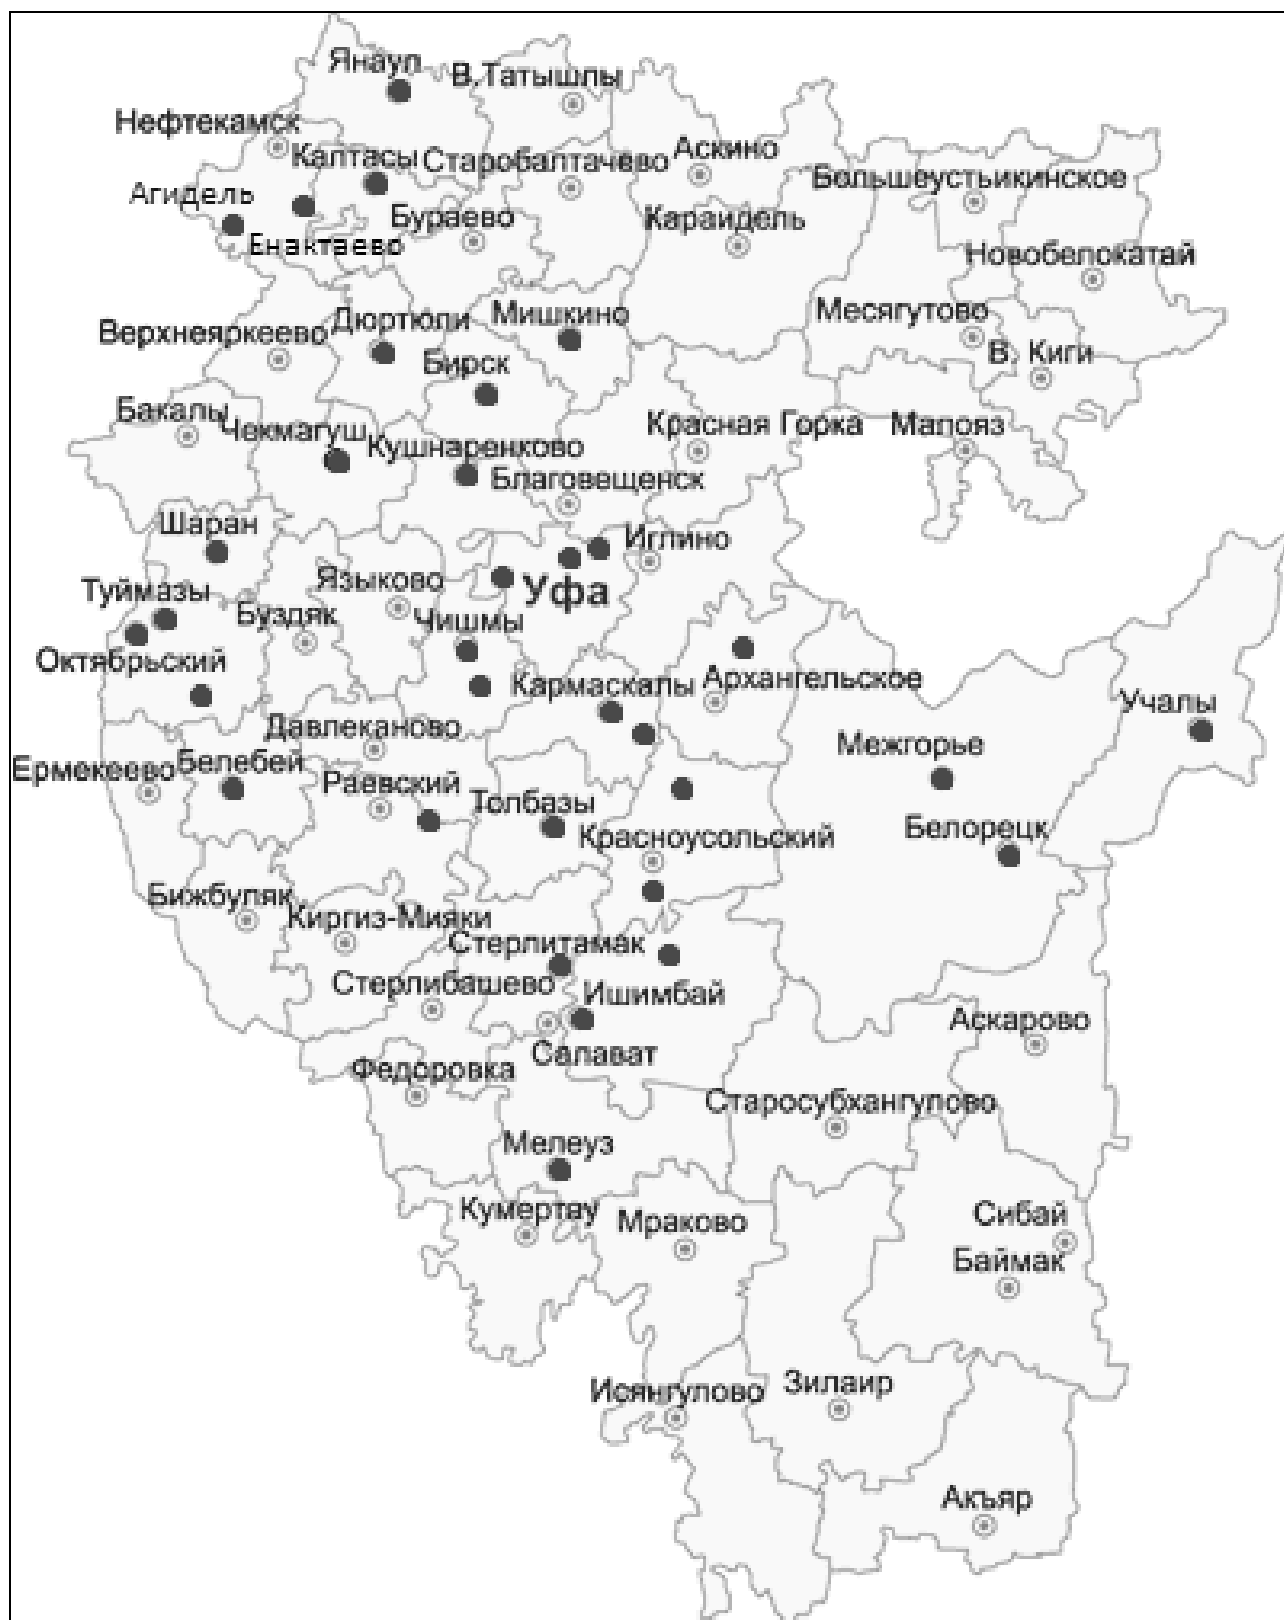 Янаул
В.Татышлы
Нефтекамск
Калтасы
Старобалтачево
Аскино
Большеустьикинское
Агидель
Бураево
Караидель
Енактаево
Новобелокатай
Верхнеяркеево
Дюртюли
Мишкино
Месягутово
В. Киги
Бирск
Бакалы
Чекмагуш
Кушнаренково
Красная Горка
Малояз
Благовещенск
Шаран
Иглино
Туймазы
Языково
Уфа
Буздяк
Чишмы
Октябрьский
Кармаскалы
Архангельское
Учалы
Давлеканово
Межгорье
Ермекеево
Белебей
Раевский
Толбазы
Красноусольский
Белорецк
Бижбуляк
Киргиз-Мияки
Стерлитамак
Стерлибашево
Ишимбай
Аскарово
Салават
Федоровка
Старосубхангулово
Мелеуз
Кумертау
Мраково
Сибай
Баймак
Исянгулово
Зилаир
Акъяр